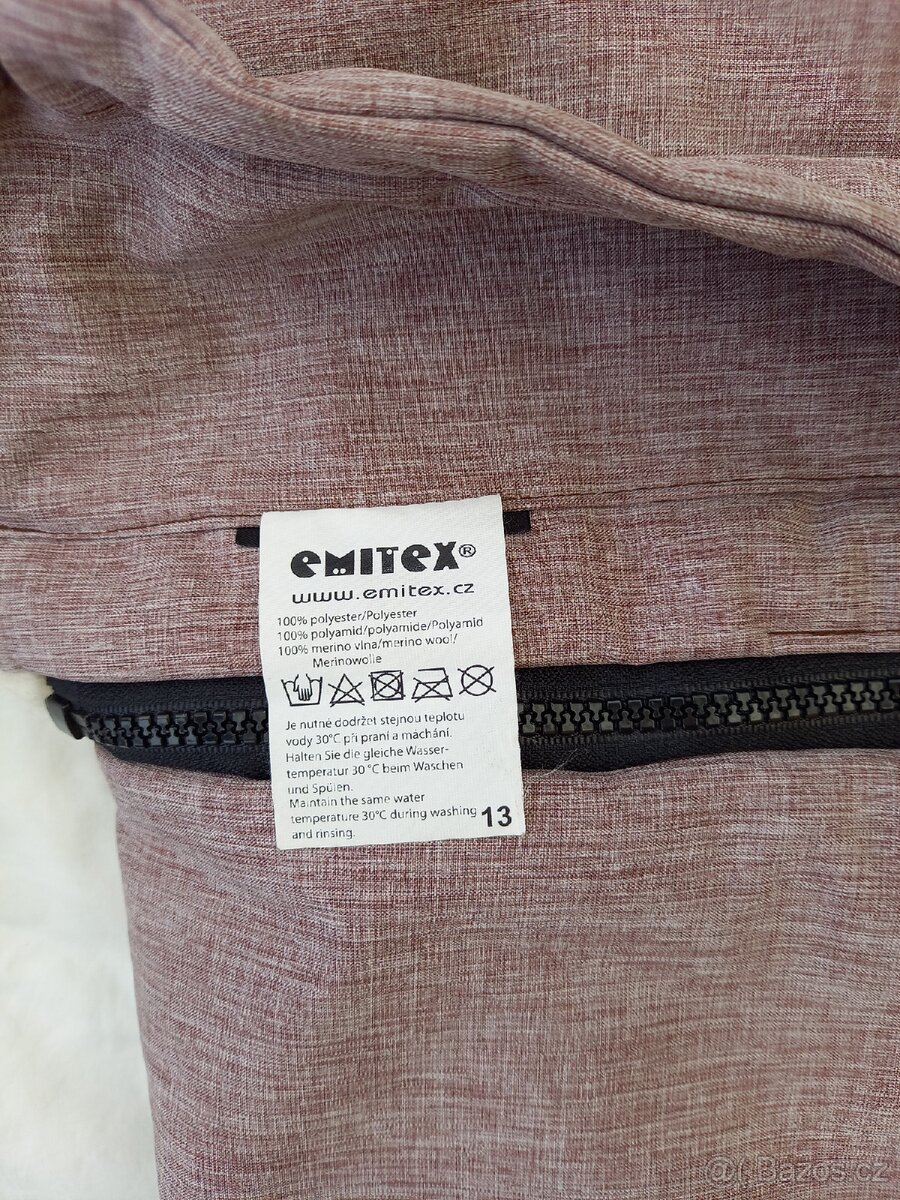 emitex®
www.emitex.cz
100% polyester/Polyester
100% polyamid/polyamide/Polyamid
100% merino vlna/merino wool/
Merinowolle
Je nutné dodržet stejnou teplotu
vody 30°C při praní a máchání.
Halten Sie die gleiche Wasser-
temperatur 30 °C beim Waschen
und Spülen.
Maintain the same water
temperature 30°C during washing
and rinsing.
13
Bazos.cz